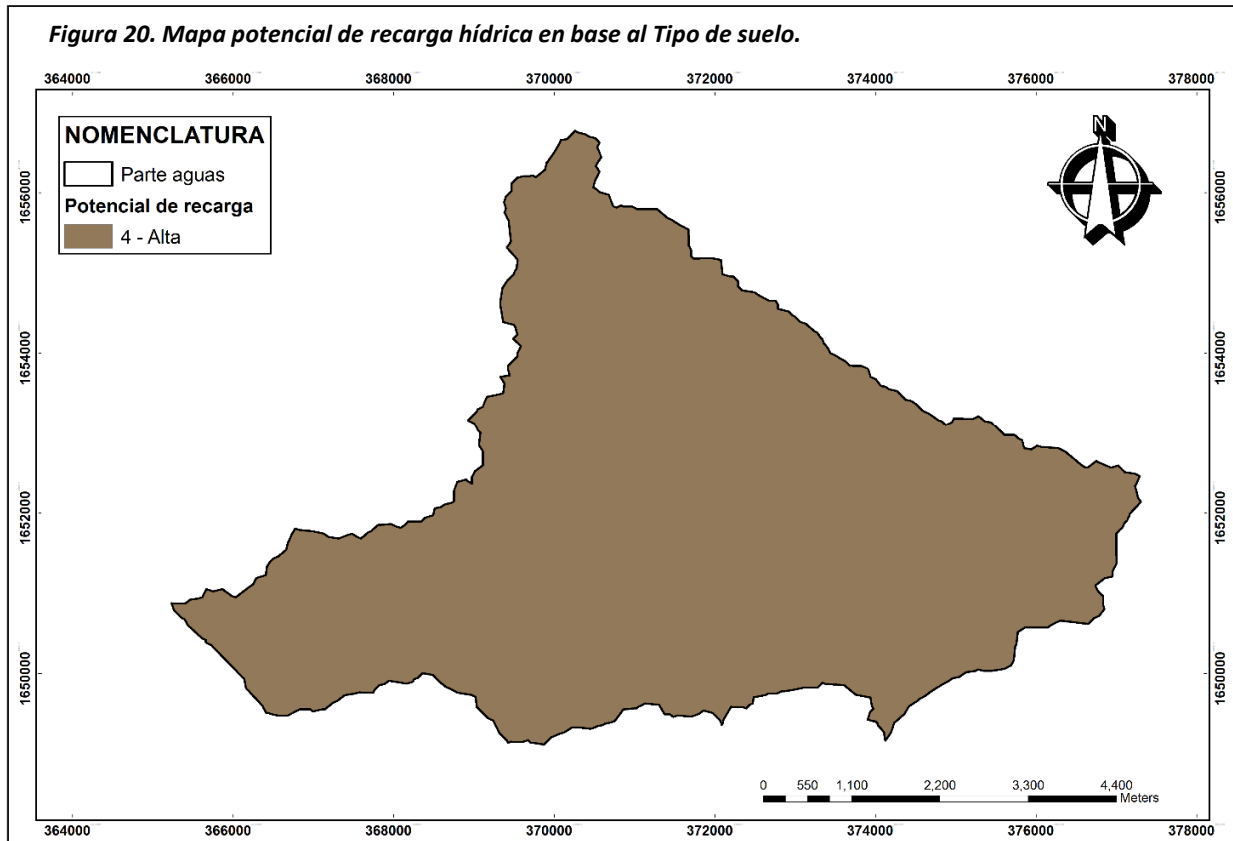 Figura 20. Mapa potencial de recarga hídrica en base al Tipo de suelo.
364000 366000 368000 370000 372000 374000 376000 378000
NOMENCLATURA
Parte aguas
Potencial de recarga
4 - Alta
N
1656000 1656000
1654000 1654000
1652000 1652000
1650000 1650000
0 550 1,100 2,200 3,300 4,400
Meters
364000 366000 368000 370000 372000 374000 376000 378000